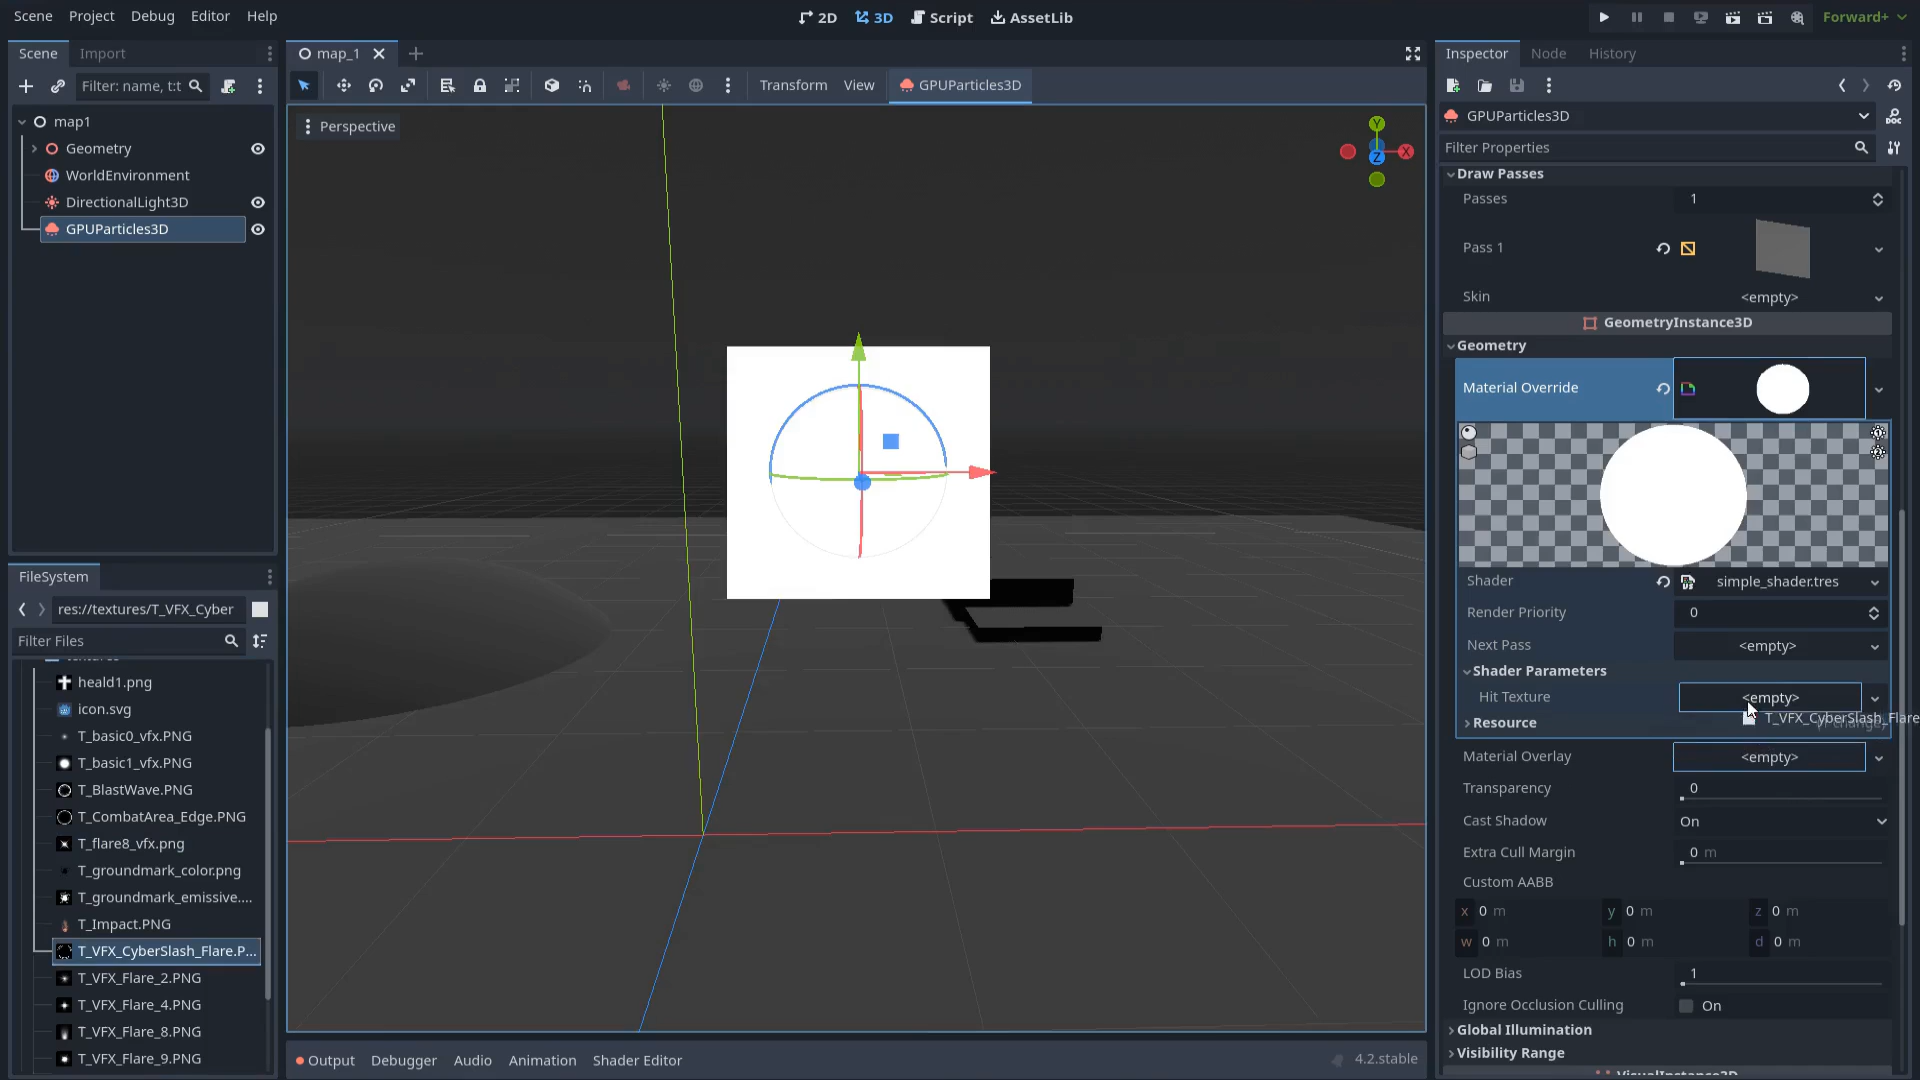 Scene Project Debug Editor Help
2D 3D Script AssetLib
Forward+
Scene Import
map_1
Inspector Node History
Filter: name, t:t
Transform View GPUParticles3D
GPUParticles3D
Filter Properties
map1
Geometry
WorldEnvironment
DirectionalLight3D
GPUParticles3D
Perspective
Y
X
Z
Draw Passes
Passes 1
Pass 1
Skin <empty>
GeometryInstance3D
Geometry
Material Override
Shader simple_shader.tres
Render Priority 0
Next Pass <empty>
Shader Parameters
Hit Texture <empty>
T_VFX_CyberSlash_Flare
Resource
Material Overlay <empty>
Transparency 0
Cast Shadow On
Extra Cull Margin 0 m
Custom AABB
x 0 m y 0 m z 0 m
w 0 m h 0 m d 0 m
LOD Bias 1
Ignore Occlusion Culling On
Global Illumination
Visibility Range
VisualInstance3D
FileSystem
res://textures/T_VFX_Cyber
Filter Files
textures
heald1.png
icon.svg
T_basic0_vfx.PNG
T_basic1_vfx.PNG
T_BlastWave.PNG
T_CombatArea_Edge.PNG
T_flare8_vfx.png
T_groundmark_color.png
T_groundmark_emissive....
T_Impact.PNG
T_VFX_CyberSlash_Flare.P...
T_VFX_Flare_2.PNG
T_VFX_Flare_4.PNG
T_VFX_Flare_8.PNG
T_VFX_Flare_9.PNG
Output Debugger Audio Animation Shader Editor
4.2.stable